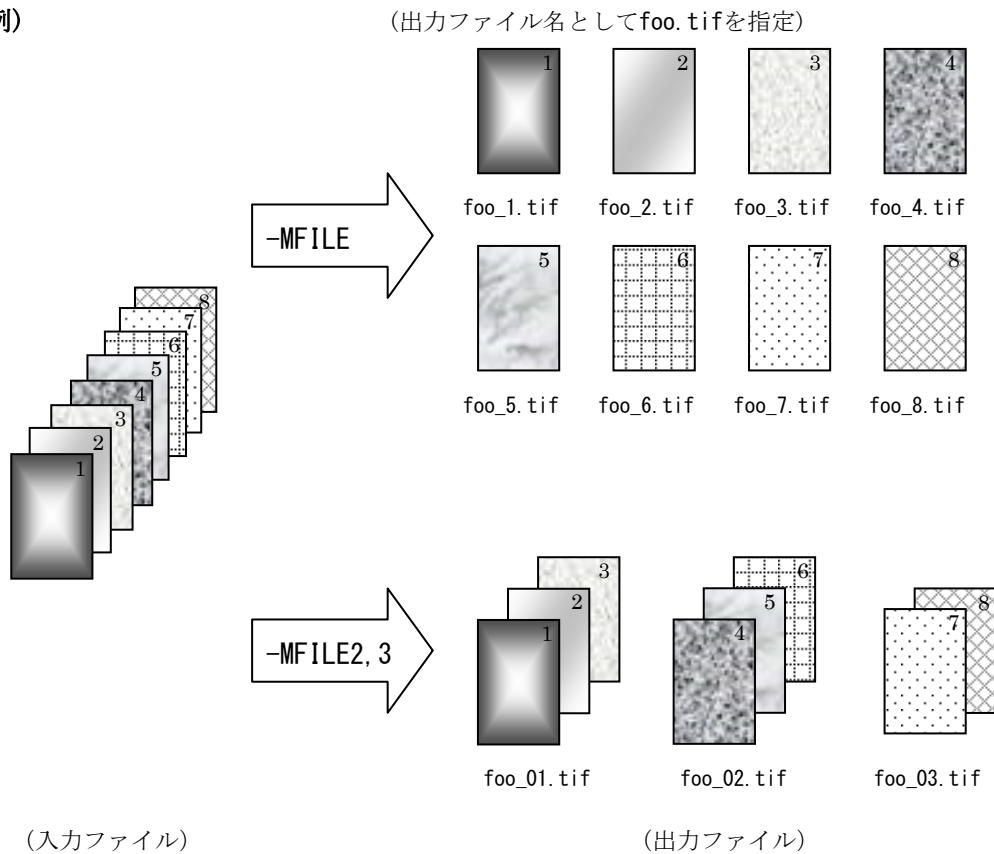 例)
(出力ファイル名としてfoo.tifを指定)
1 2 3 4
foo_1.tif foo_2.tif foo_3.tif foo_4.tif
-MFILE
5 6 7 8
foo_5.tif foo_6.tif foo_7.tif foo_8.tif
8
7
6
5
4
3
2
1
-MFILE2,3
3
2
1
6
5
4
8
7
foo_01.tif foo_02.tif foo_03.tif
(入力ファイル) (出力ファイル)